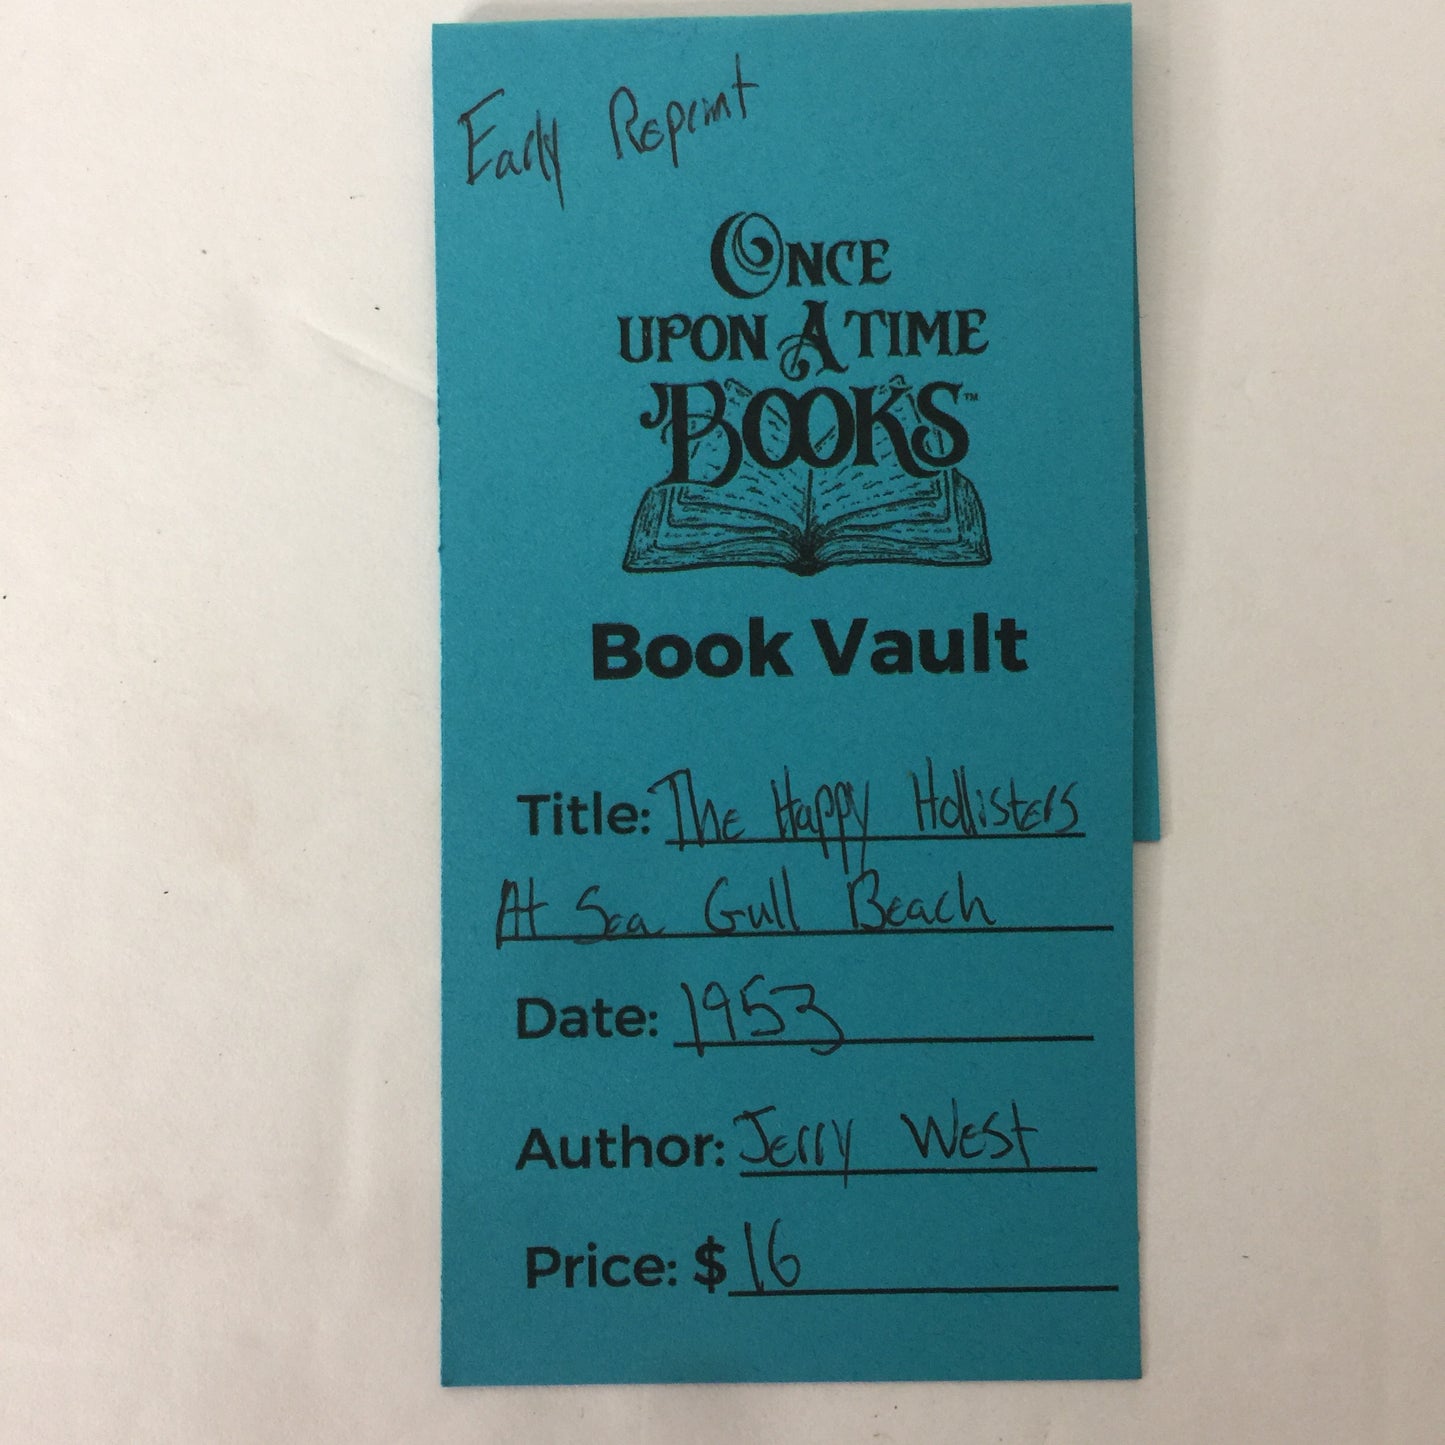 Early Reprint
ONCE
UPON A TIME
BOOKS™
Book Vault
Title: The Happy Hollisters
At Sea Gull Beach
Date: 1953
Author: Jerry West
Price: $16